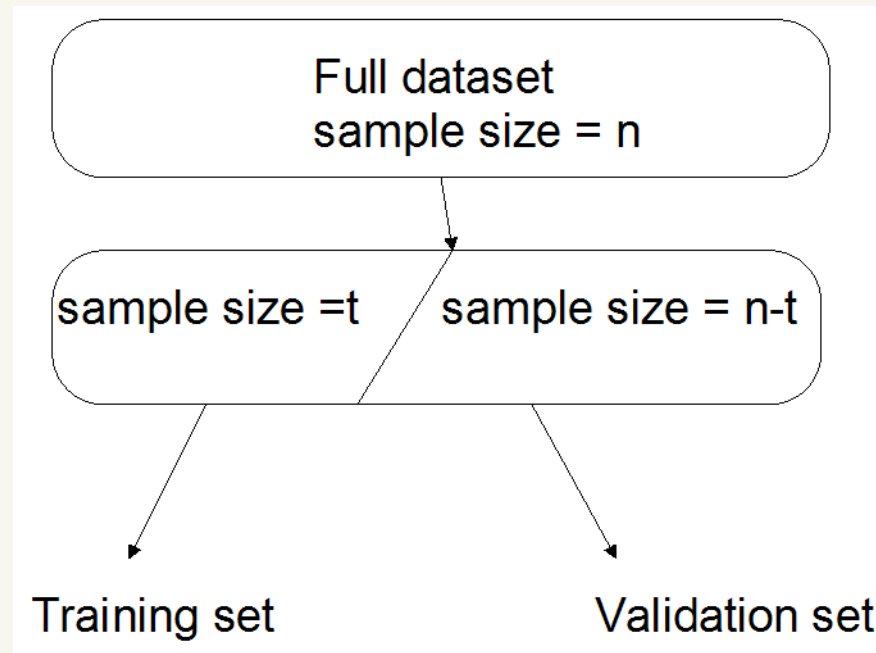 Full dataset
sample size = n
sample size =t
sample size = n-t
Training set
Validation set